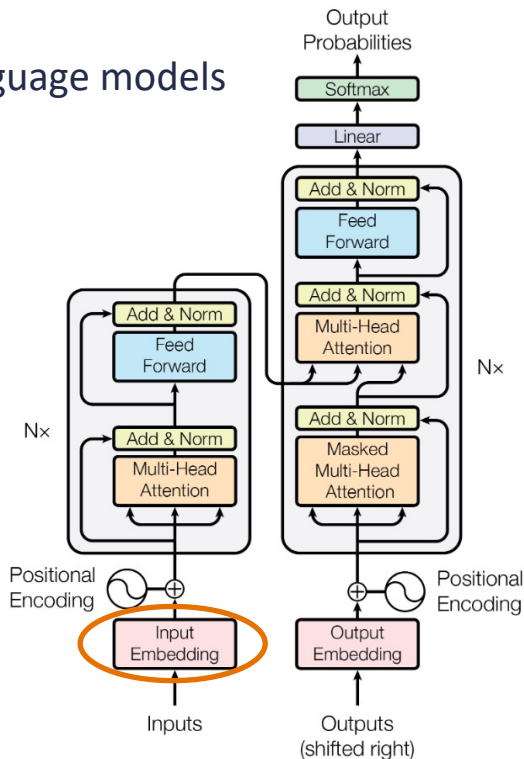 guage models
Output
Probabilities
Softmax
Linear
Add & Norm
Feed
Forward
Add & Norm
Multi-Head
Attention
Add & Norm
Masked
Multi-Head
Attention
N×
Add & Norm
Feed
Forward
Add & Norm
Multi-Head
Attention
N×
Positional
Encoding
Positional
Encoding
Input
Embedding
Output
Embedding
Inputs
Outputs
(shifted right)